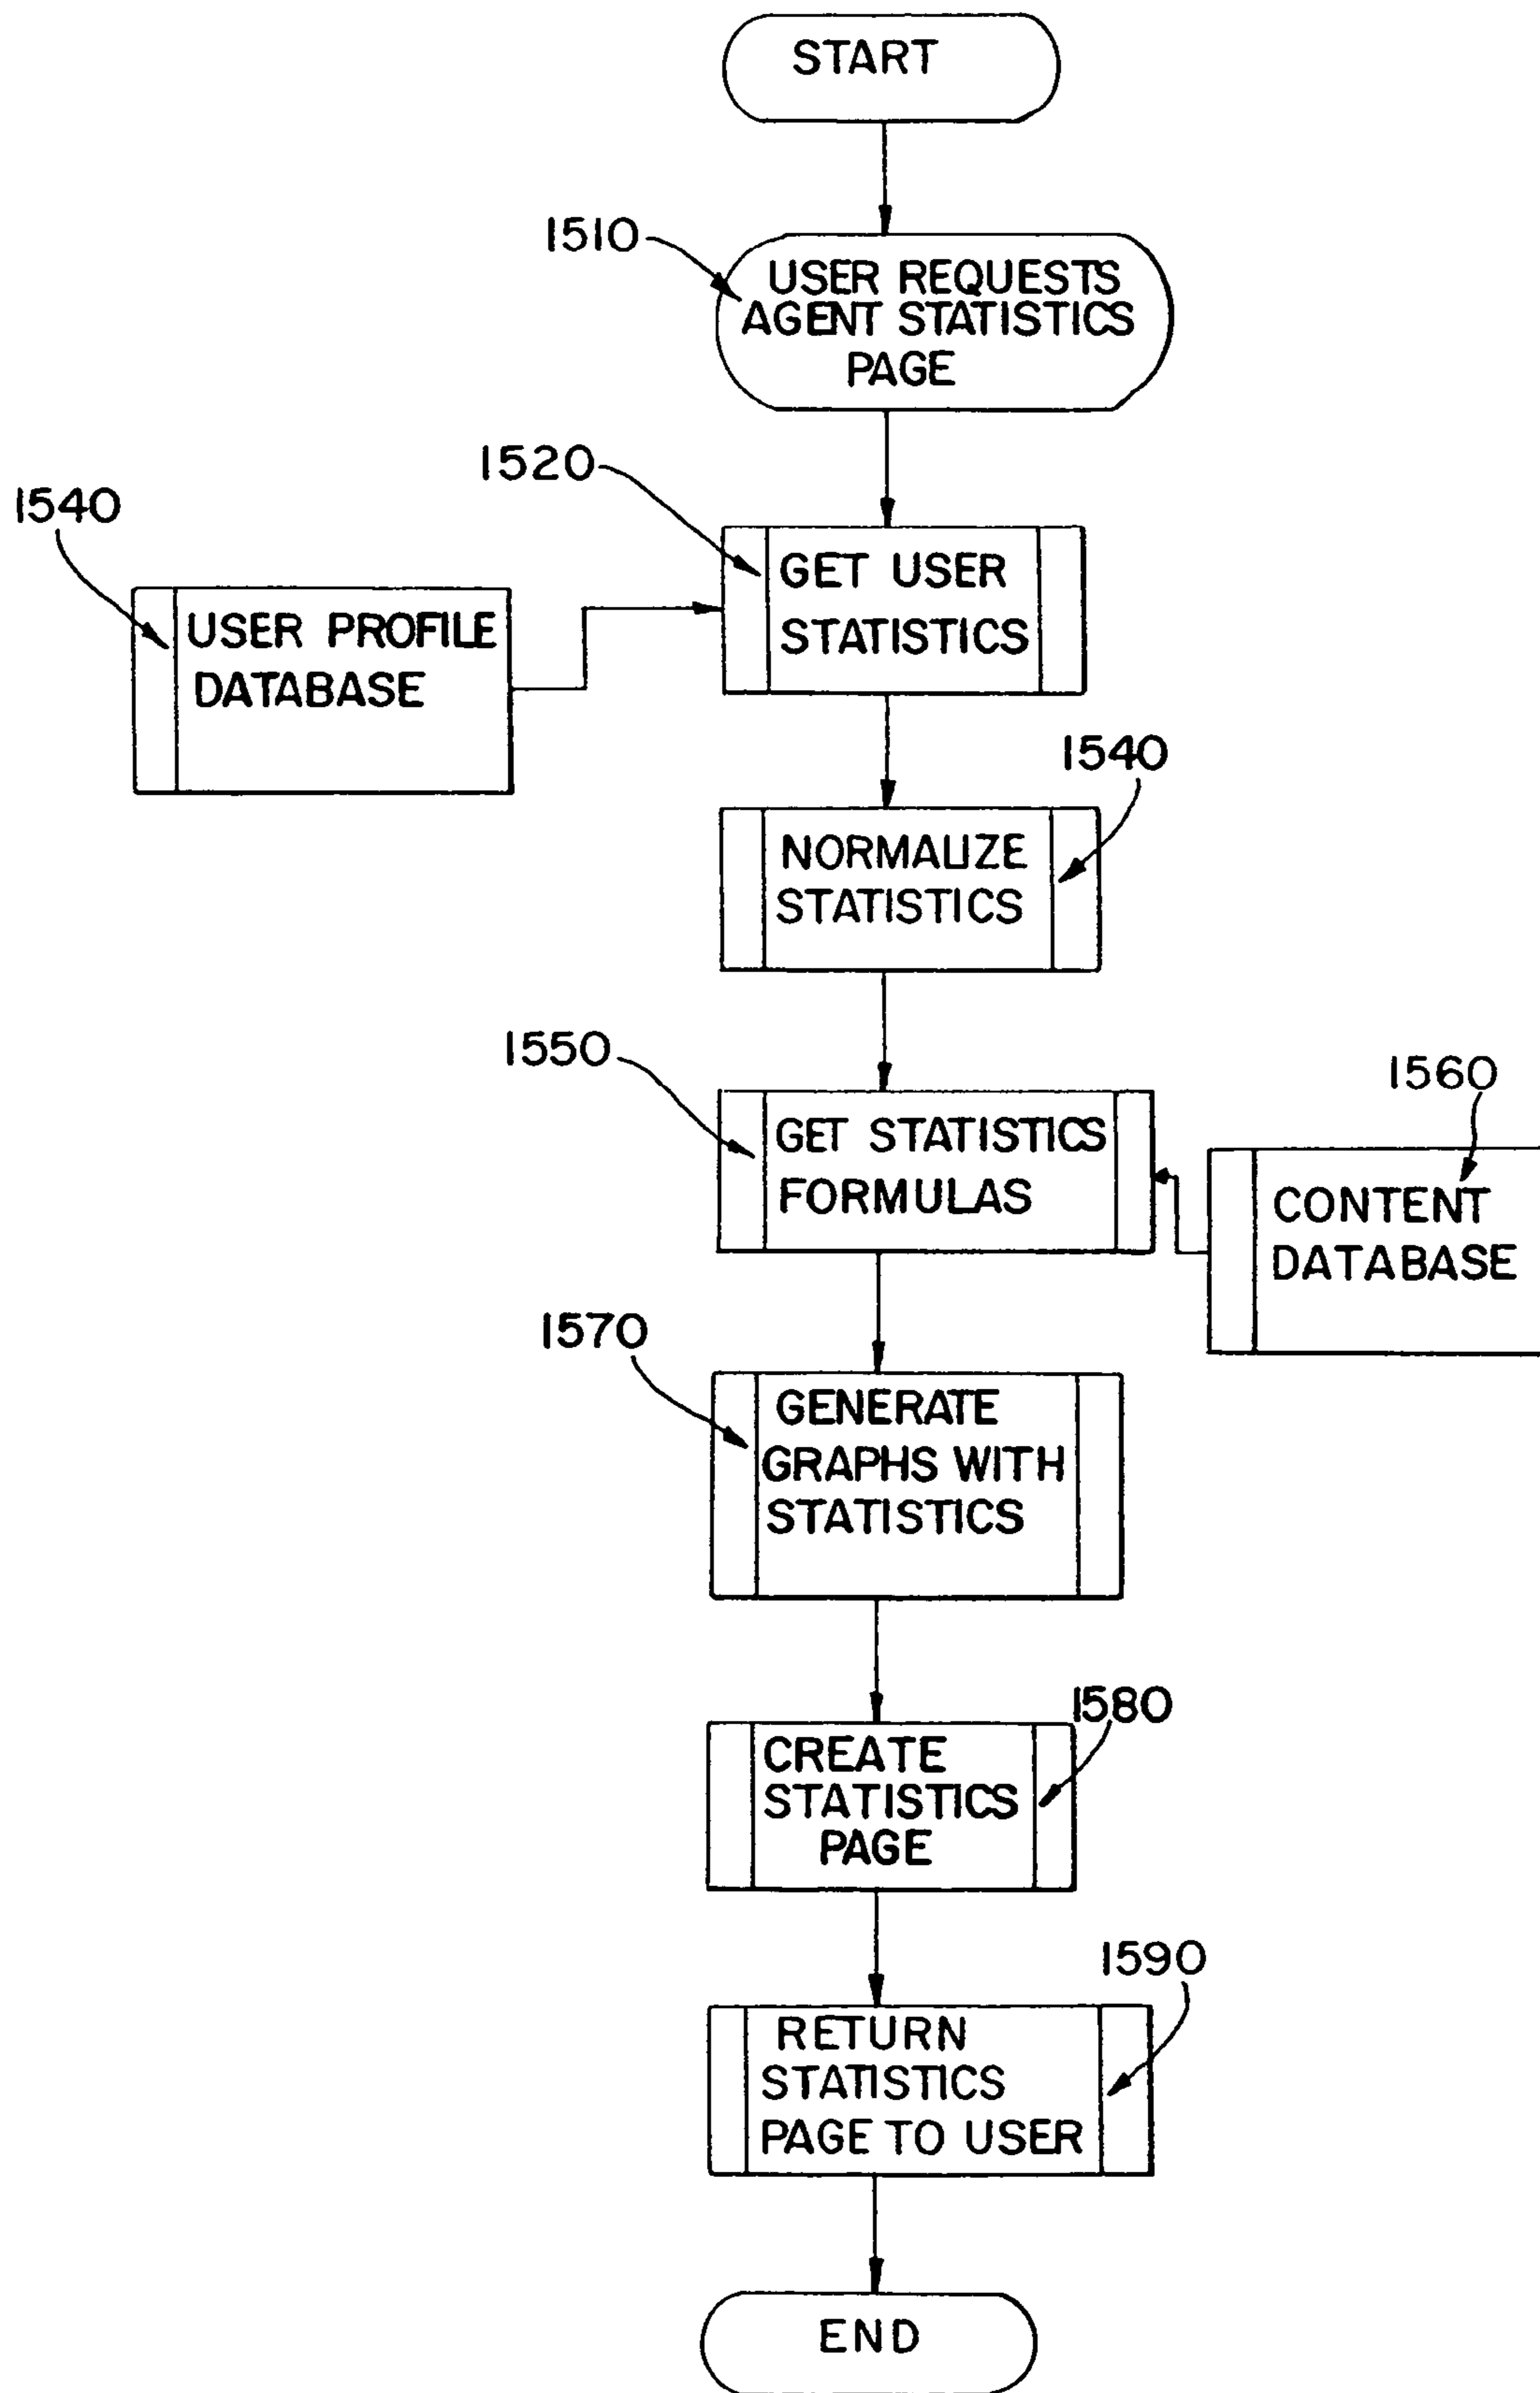 START
1510
USER REQUESTS
AGENT STATISTICS
PAGE
1520
1540
GET USER
STATISTICS
USER PROFILE
DATABASE
1540
NORMALIZE
STATISTICS
1550
1560
GET STATISTICS
FORMULAS
CONTENT
DATABASE
1570
GENERATE
GRAPHS WITH
STATISTICS
1580
CREATE
STATISTICS
PAGE
1590
RETURN
STATISTICS
PAGE TO USER
END